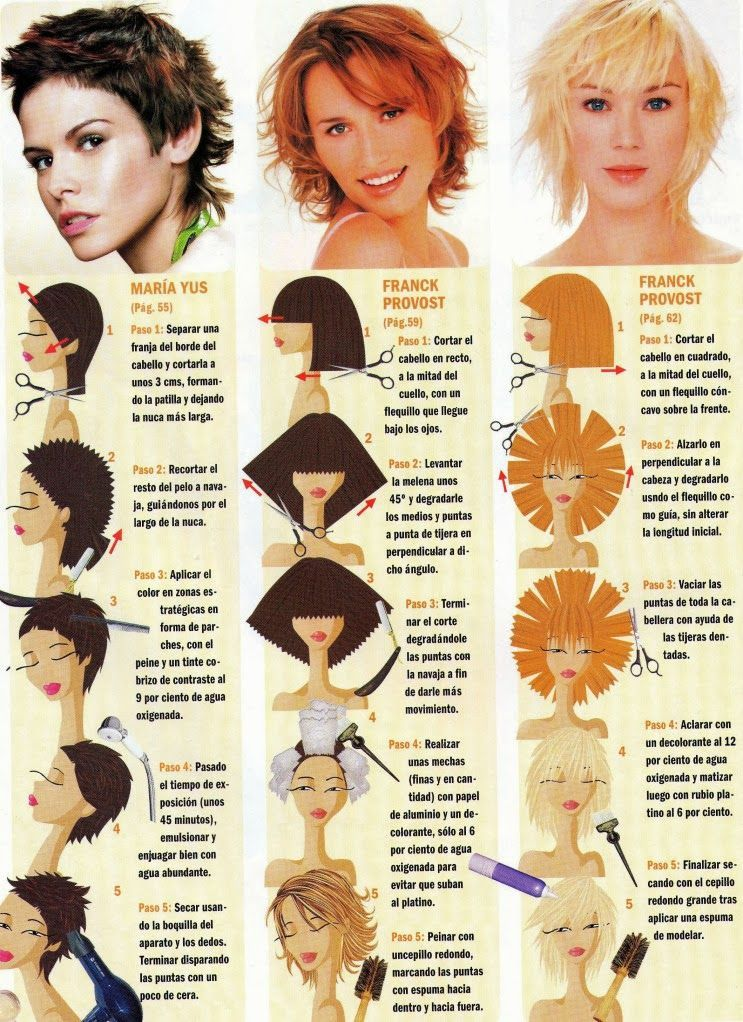 MARÍA YUS
(Pág. 55)
1
Paso 1: Separar una
franja del borde del
cabello y cortarla a
unos 3 cms, forman-
do la patilla y dejando
la nuca más larga.
2
Paso 2: Recortar el
resto del pelo a nava-
ja, guiándonos por el
largo de la nuca.
3
Paso 3: Aplicar el
color en zonas es-
tratégicas en
forma de par-
ches, con el
peine y un tinte co-
brizo de contraste al
9 por ciento de agua
oxigenada.
4
Paso 4: Pasado
el tiempo de ex-
posición (unos
45 minutos),
emulsionar y
enjuagar bien con
agua abundante.
5
Paso 5: Secar usan-
do la boquilla del
aparato y los dedos.
Terminar disparando
las puntas con un
poco de cera.
FRANCK
PROVOST
(Pág.59)
1
Paso 1: Cortar el
cabello en recto,
a la mitad del
cuello, con un
flequillo que llegue
bajo los ojos.
2
Paso 2: Levantar
la melena unos
45º y degradarle
los medios y puntas
a punta de tijera en
perpendicular a di-
cho ángulo.
3
Paso 3: Termi-
nar el corte
degradándole
las puntas con
la navaja a fin
de darle más
movimiento.
4
Paso 4: Realizar
unas mechas
(finas y en can-
tidad) con papel
de aluminio y un de-
colorante, sólo al 6
por ciento de agua
oxigenada para
evitar que suban
al platino.
5
Paso 5: Peinar con
uncepillo redondo,
marcando las puntas
con espuma hacia
dentro y hacia fuera.
FRANCK
PROVOST
(Pág. 62)
1
Paso 1: Cortar el
cabello en cuadrado,
a la mitad del cuello,
con un flequillo cón-
cavo sobre la frente.
2
Paso 2: Alzarlo en
perpendicular a la
cabeza y degradarlo
usndo el flequillo co-
mo guía, sin alterar
la longitud inicial.
3
Paso 3: Vaciar las
puntas de toda la ca-
bellera con ayuda de
las tijeras den-
tadas.
4
Paso 4: Aclarar con
un decolorante al 12
por ciento de agua
oxigenada y matizar
luego con rubio pla-
tino al 6 por ciento.
5
Paso 5: Finalizar se-
cando con el cepillo
redondo grande tras
aplicar una espuma
de modelar.